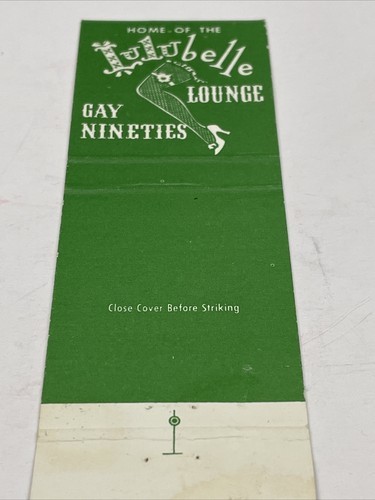 HOME OF THE
Lulubelle
LOUNGE
GAY
NINETIES
Close Cover Before Striking